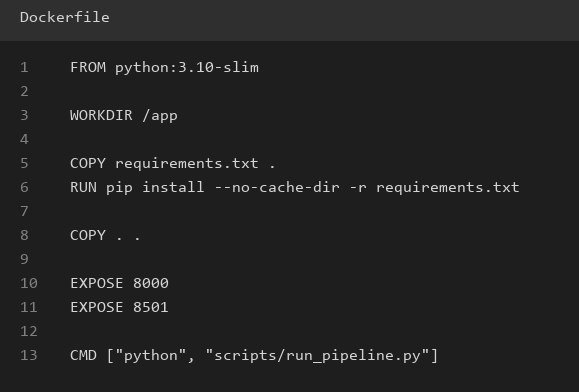 Dockerfile
1 FROM python:3.10-slim
2
3 WORKDIR /app
4
5 COPY requirements.txt .
6 RUN pip install --no-cache-dir -r requirements.txt
7
8 COPY . .
9
10 EXPOSE 8000
11 EXPOSE 8501
12
13 CMD ["python", "scripts/run_pipeline.py"]